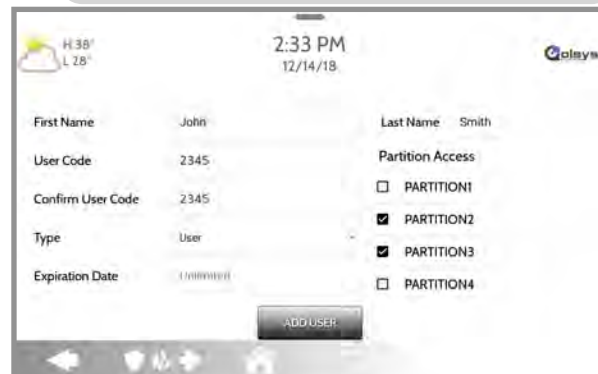 H 38°
L 28°
2:33 PM
12/14/18
Qolsys
First Name John
Last Name Smith
User Code 2345
Partition Access
Confirm User Code 2345
PARTITION1
PARTITION2
Type User
PARTITION3
Expiration Date Unlimited
PARTITION4
ADD USER